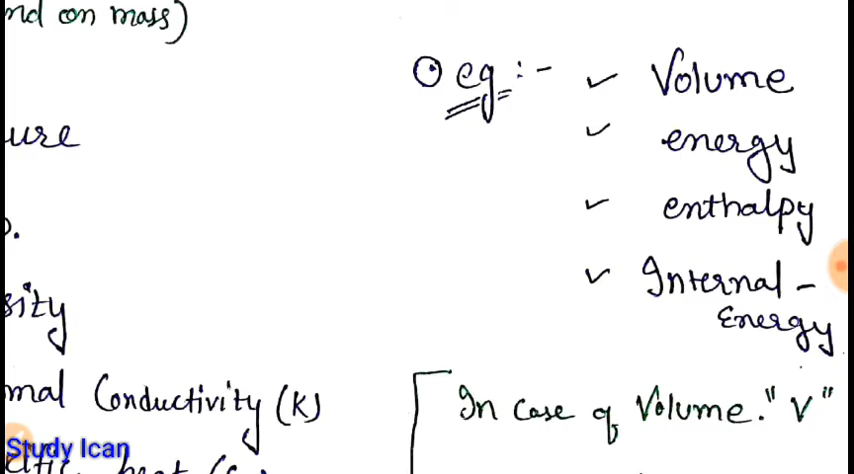 nd on mass)
eg :- ✓ Volume
ure
✓ energy
✓ enthalpy
p.
✓ Internal -
Energy
sity
mal Conductivity (K)
In case of Volume. "V"
Study Ican
heat